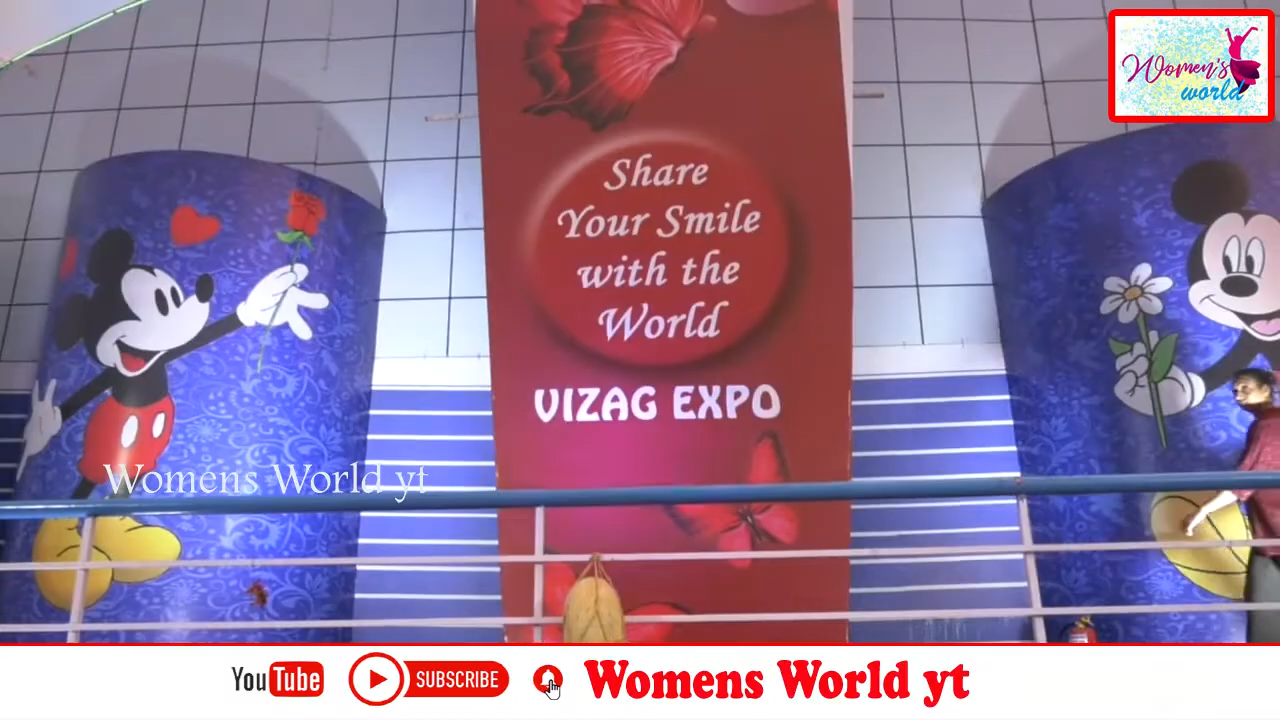 Women's
world
Share
Your Smile
with the
World
VIZAG EXPO
Womens World yt
YouTube
SUBSCRIBE
Womens World yt